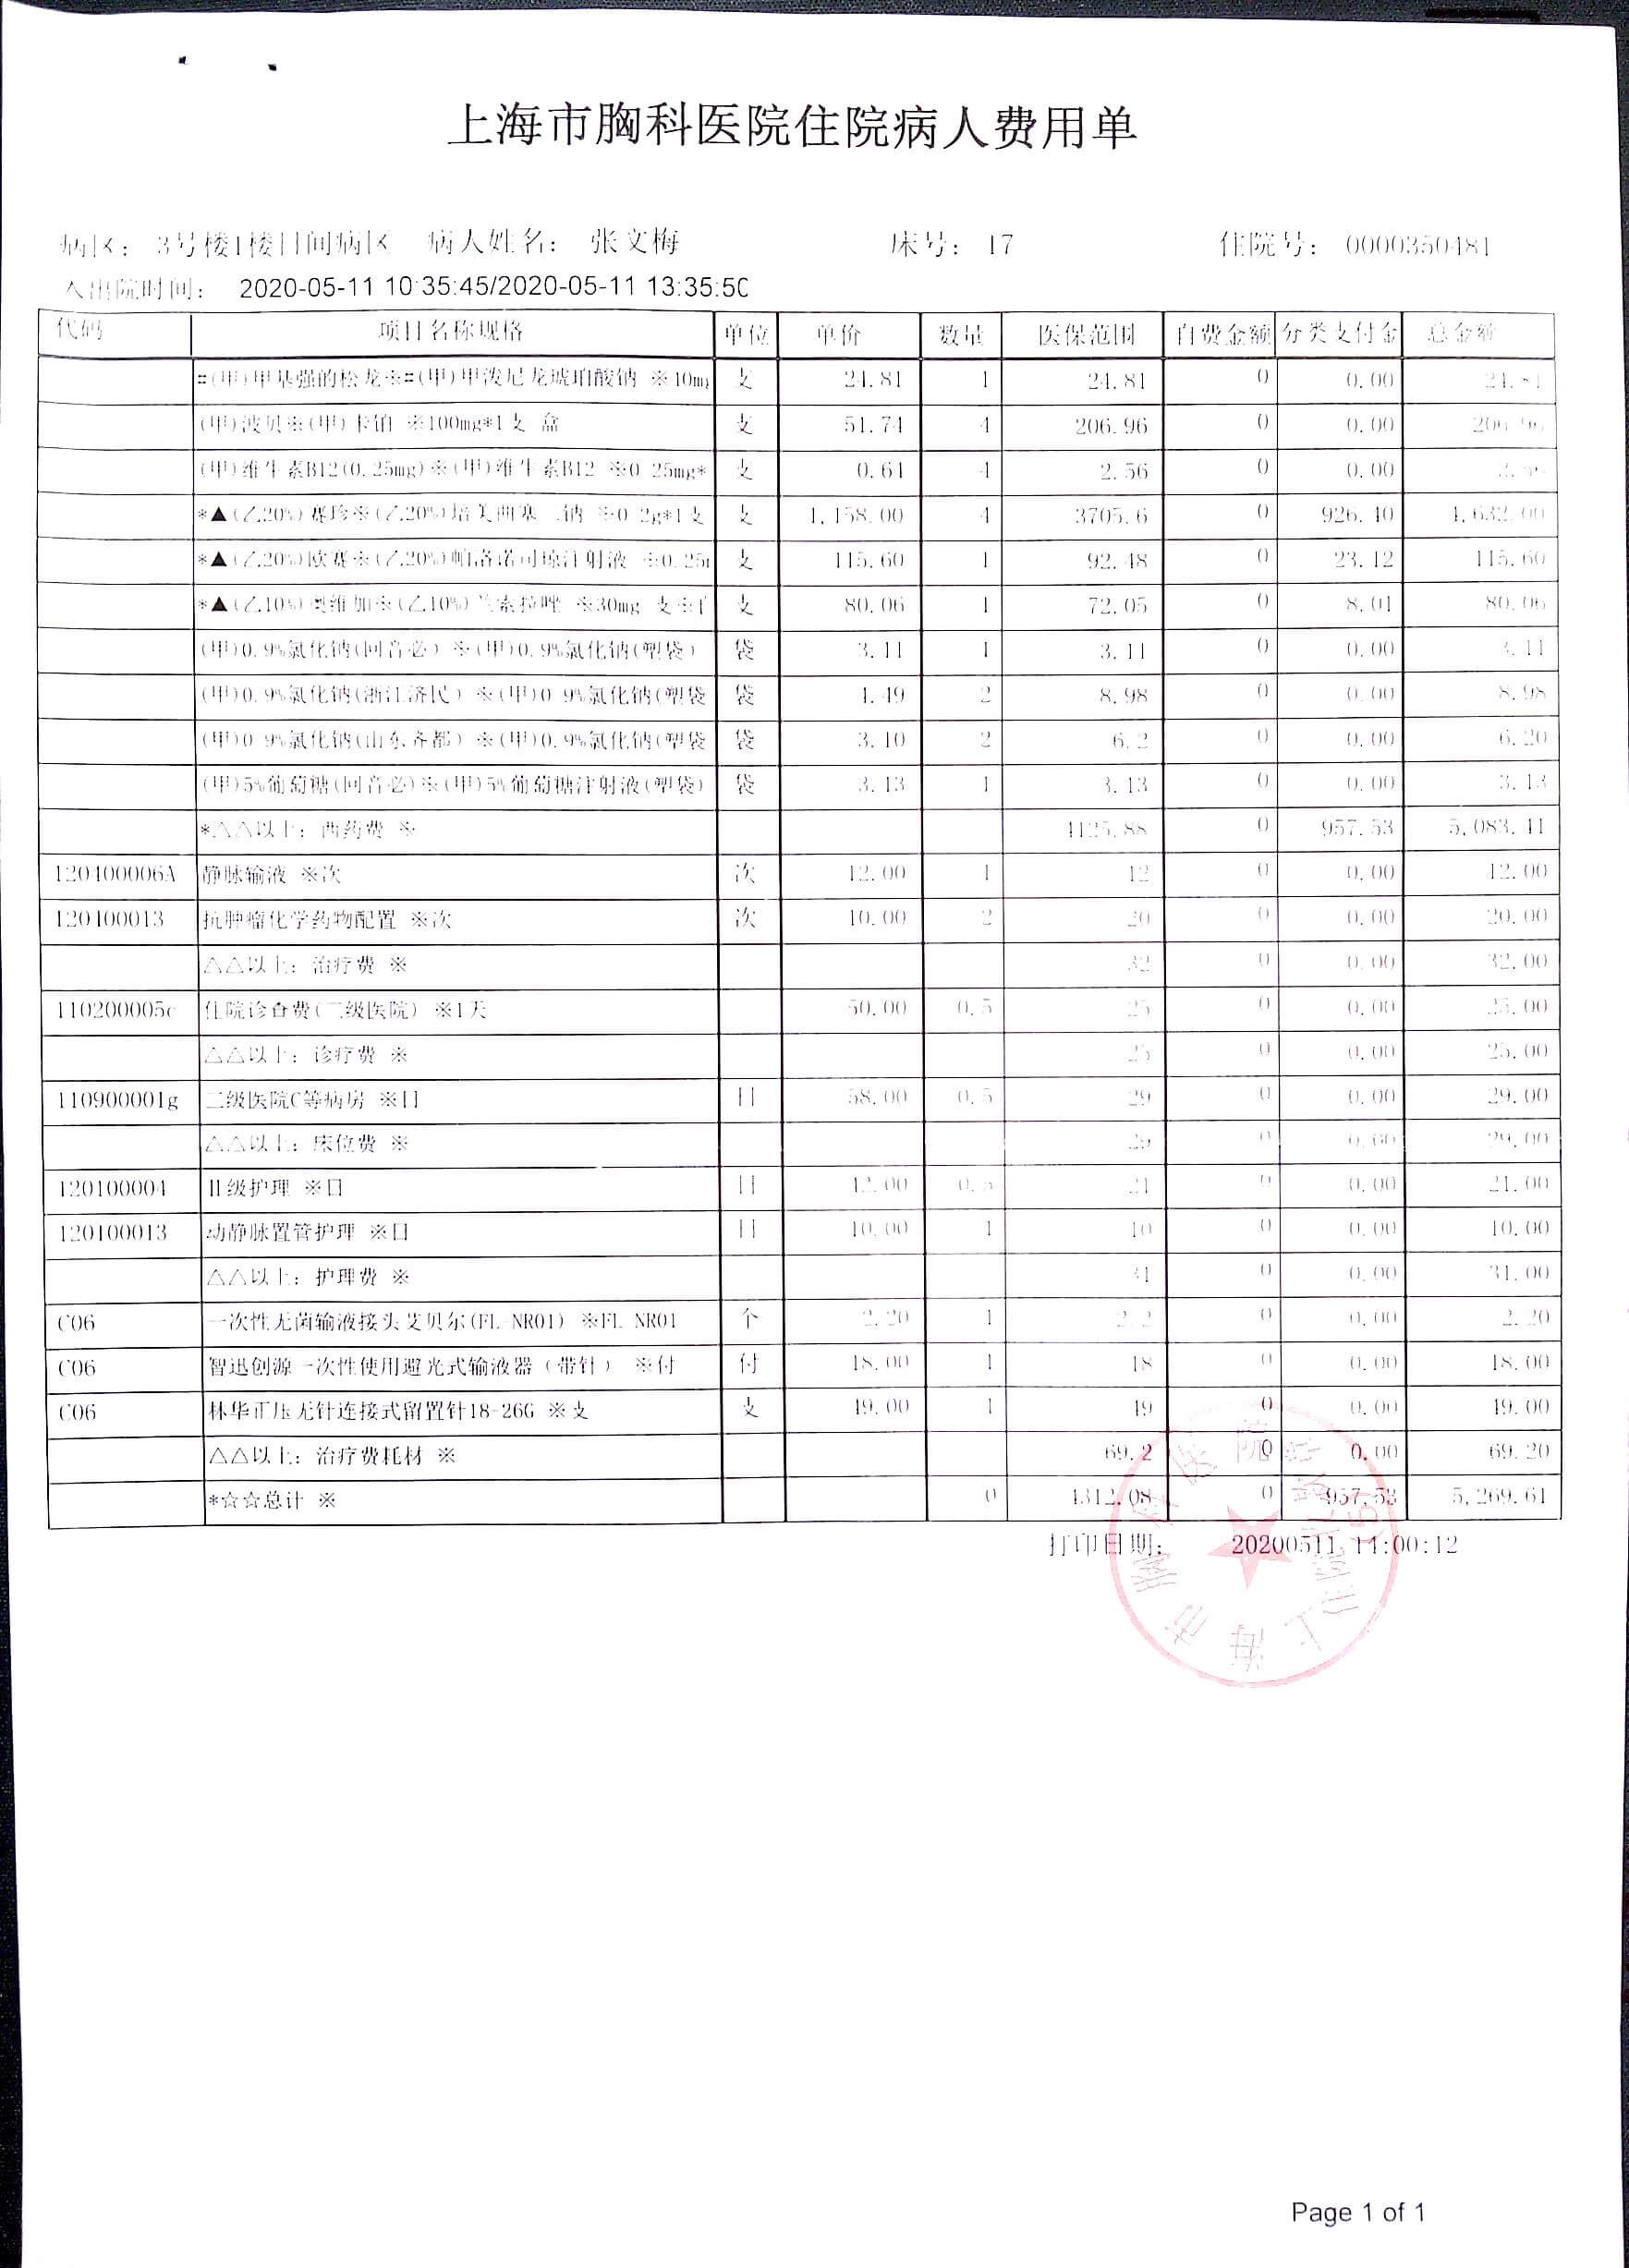 上海市胸科医院住院病人费用单
病区： 3号楼1楼日间病区 病人姓名： 张文梅 床号： 17 住院号： 0000350481
入出院时间： 2020-05-11 10:35:45/2020-05-11 13:35:50
代码 项目名称规格 单位 单价 数量 医保范围 自费金额 分类支付金 总金额
(甲)甲基强的松龙※ (甲)甲泼尼龙琥珀酸钠 ※40mg 支 24.81 1 24.81 0 0.00 24.81
(甲)波贝※(甲)卡铂 ※100mg*1支 盒 支 51.74 4 206.96 0 0.00 206.96
(甲)维生素B12(0.25mg)※(甲)维生素B12 ※0.25mg* 支 0.64 4 2.56 0 0.00 2.56
*▲(乙20%)赛珍※(乙20%)培美曲塞二钠 ※0.2g*1支 支 1,158.00 4 3705.6 0 926.40 4,632.00
*▲(乙20%)欧赛※(乙20%)帕洛诺司琼注射液 ※0.25 支 115.60 1 92.48 0 23.12 115.60
*▲(乙10%)奥维加※(乙10%)兰索拉唑 ※30mg 支※ 支 80.06 1 72.05 0 8.01 80.06
(甲)0.9%氯化钠(回音必) ※(甲)0.9%氯化钠(塑袋) 袋 3.11 1 3.11 0 0.00 3.11
(甲)0.9%氯化钠(浙江济民) ※(甲)0.9%氯化钠(塑袋 袋 4.49 2 8.98 0 0.00 8.98
(甲)0.9%氯化钠(山东齐都) ※(甲)0.9%氯化钠(塑袋 袋 3.10 2 6.2 0 0.00 6.20
(甲)5%葡萄糖(回音必)※(甲)5%葡萄糖注射液(塑袋) 袋 3.13 1 3.13 0 0.00 3.13
*△△以上：西药费 ※ 4125.88 0 957.53 5,083.41
120400006A 静脉输液 ※次 次 12.00 1 12 0 0.00 12.00
120400013 抗肿瘤化学药物配置 ※次 次 10.00 2 20 0 0.00 20.00
△△以上：治疗费 ※ 32 0 0.00 32.00
110200005c 住院诊查费(三级医院) ※1天 50.00 0.5 25 0 0.00 25.00
△△以上：诊疗费 ※ 25 0 0.00 25.00
110900001g 三级医院C等病房 ※日 日 58.00 0.5 29 0 0.00 29.00
△△以上：床位费 ※ 29 0 0.00 29.00
120100004 II级护理 ※日 日 42.00 0.5 21 0 0.00 21.00
120100013 动静脉置管护理 ※日 日 10.00 1 10 0 0.00 10.00
△△以上：护理费 ※ 31 0 0.00 31.00
C06 一次性无菌输液接头艾贝尔(FL-NR01) ※FL-NR01 个 2.20 1 2.2 0 0.00 2.20
C06 智迅创源一次性使用避光式输液器（带针） ※付 付 18.00 1 18 0 0.00 18.00
C06 林华正压无针连接式留置针18-26G ※支 支 49.00 1 49 0 0.00 49.00
△△以上：治疗费耗材 ※ 69.2 0 0.00 69.20
*☆☆总计 ※ 0 4312.08 0 957.53 5,269.61
打印日期： 20200511 14:00:12
上海市胸科医院
Page 1 of 1